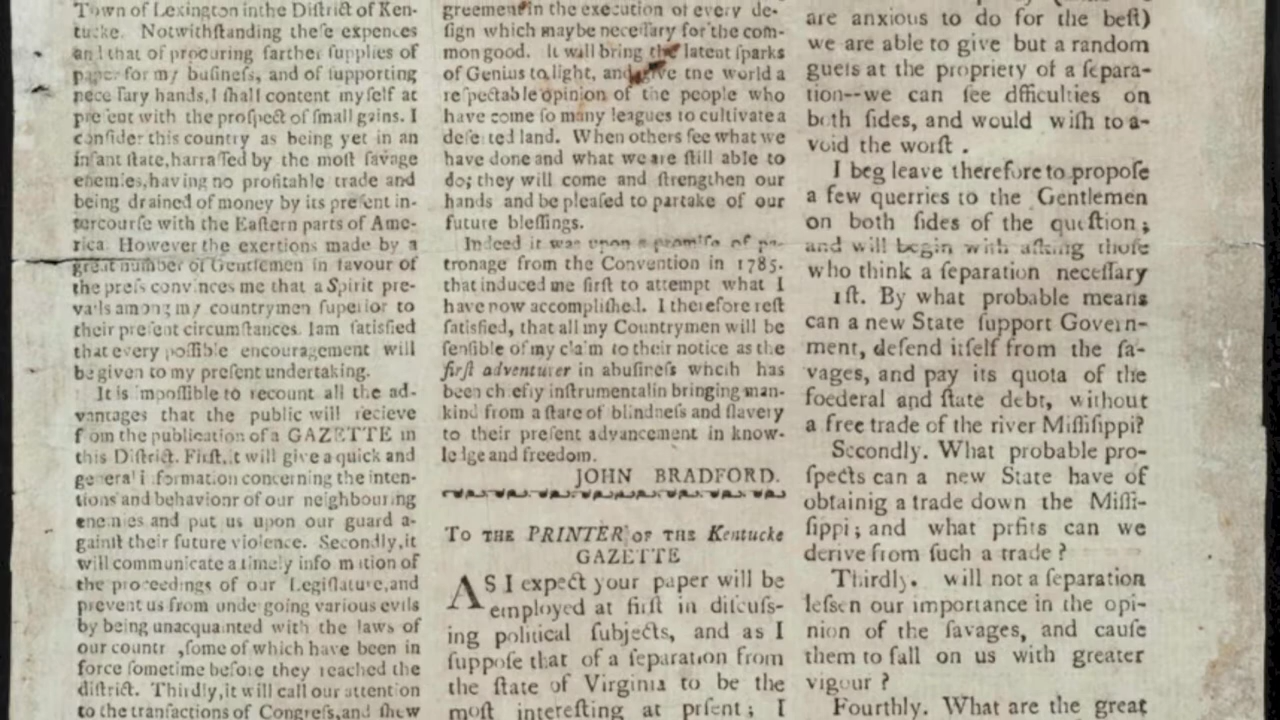 Town of Lexington inthe Diſtrict of Ken-
tucke. Notwithſtanding theſe expences
and that of procuring farther ſupplies of
paper for my buſineſs, and of ſupporting
neceſſary hands, I ſhall content myſelf at
preſent with the proſpect of ſmall gains. I
conſider this country as being yet in an
infant ſtate, harraſſed by the moſt ſavage
enemies, having no profitable trade and
being drained of money by its preſent in-
tercourſe with the Eaſtern parts of Ame-
rica. However the exertions made by a
great number of Gentlemen in favour of
the preſs convinces me that a Spirit pre-
vails among my countrymen ſuperior to
their preſent circumſtances. Iam ſatisfied
that every poſſible encouragement will
be given to my preſent undertaking.
It is impoſſible to recount all the ad-
vantages that the public will recieve
from the publication of a GAZETTE in
this Diſtrict. Firſt, it will give a quick and
general information concerning the inten-
tions and behaviour of our neighbouring
enemies and put us upon our guard a-
gainſt their future violence. Secondly, it
will communicate a timely information of
the proceedings of our Legiſlature, and
prevent us from undergoing various evils
by being unacquainted with the laws of
our country, ſome of which have been in
force ſometime before they reached the
diſtrict. Thirdly, it will call our attention
to the tranſactions of Congreſs, and ſhew
greement in the execution of every de-
ſign which maybe neceſſary for the com-
mon good. It will bring the latent ſparks
of Genius to light, and give the world a
reſpectable opinion of the people who
have come ſo many leagues to cultivate a
deſerted land. When others ſee what we
have done and what we are ſtill able to
do; they will come and ſtrengthen our
hands and be pleaſed to partake of our
future bleſſings.
Indeed it was upon a promiſe of pa-
tronage from the Convention in 1785.
that induced me firſt to attempt what I
have now accompliſhed. I therefore reſt
ſatisfied, that all my Countrymen will be
ſenſible of my claim to their notice as the
firſt adventurer in abuſineſs whcih has
been chiefly inſtrumentalin bringing man-
kind from a ſtate of blindneſs and ſlavery
to their preſent advancement in know-
ledge and freedom.
JOHN BRADFORD.
To THE PRINTER OF THE Kentucke
GAZETTE
AS I expect your paper will be
employed at firſt in diſcuſſ-
ing political ſubjects, and as I
ſuppoſe that of a ſeparation from
the ſtate of Virginia to be the
moſt intereſting at prſent; I
are anxious to do for the beſt)
we are able to give but a random
gueſs at the propriety of a ſepara-
tion--we can ſee dfficulties on
both ſides, and would wiſh to a-
void the worſt.
I beg leave therefore to propoſe
a few querries to the Gentlemen
on both ſides of the queſtion;
and will begin with aſking thoſe
who think a ſeparation neceſſary
1ſt. By what probable means
can a new State ſupport Govern-
ment, defend itſelf from the ſa-
vages, and pay its quota of the
foederal and ſtate debt, without
a free trade of the river Miſſiſippi?
Secondly. What probable pro-
ſpects can a new State have of
obtainig a trade down the Miſſi-
ſippi; and what prfits can we
derive from ſuch a trade?
Thirdly. will not a ſeparation
leſſen our importance in the opi-
nion of the ſavages, and cauſe
them to fall on us with greater
vigour?
Fourthly. What are the great